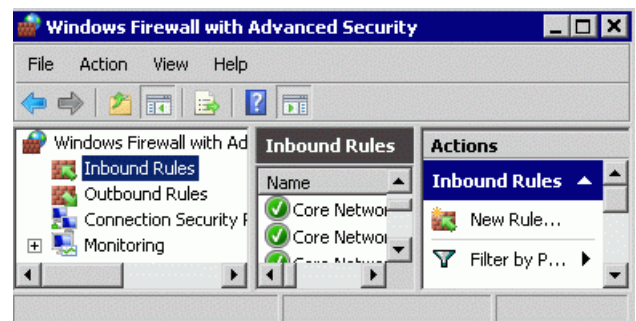 Windows Firewall with Advanced Security
File Action View Help
Windows Firewall with Ad
Inbound Rules
Outbound Rules
Connection Security
Monitoring
Inbound Rules
Name
Core Networ
Core Networ
Actions
Inbound Rules
New Rule...
Filter by P...